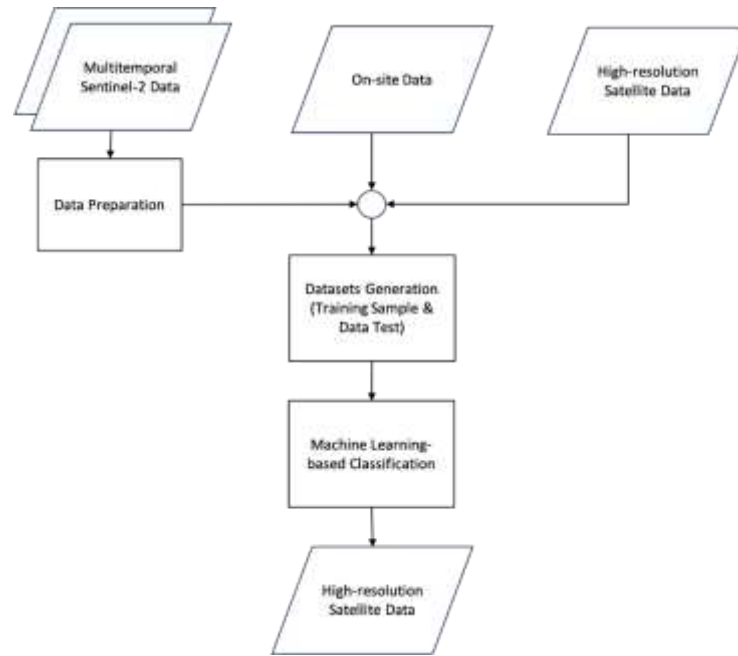 Multitemporal
Sentinel-2 Data
On-site Data
High-resolution
Satellite Data
Data Preparation
Datasets Generation
(Training Sample &
Data Test)
Machine Learning-
based Classification
High-resolution
Satellite Data